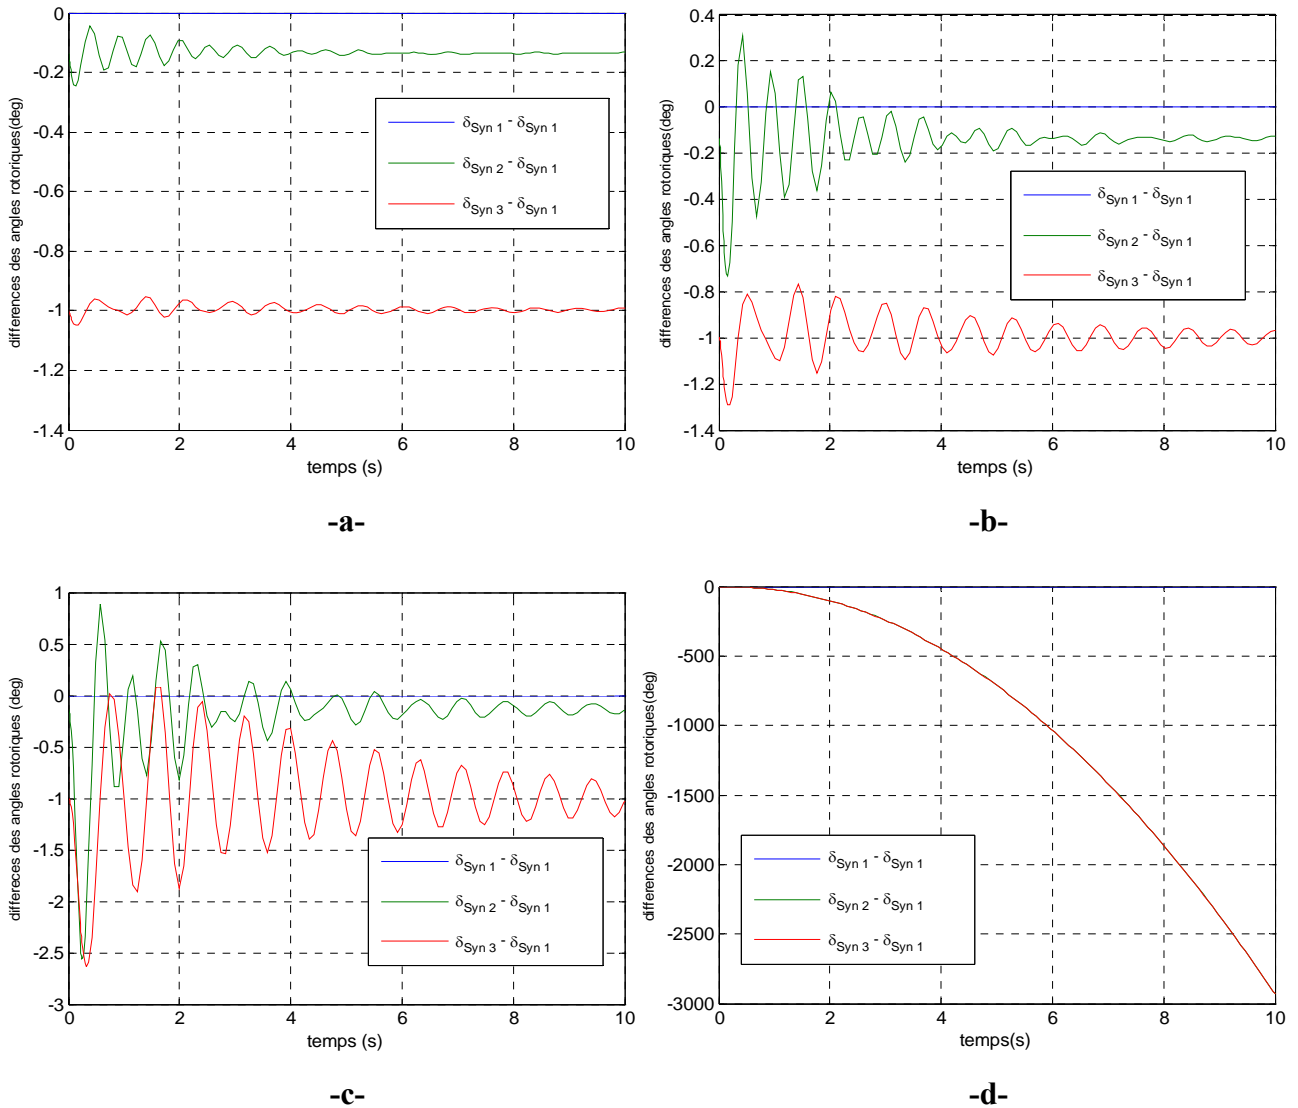 0
-0.2
-0.4
-0.6
-0.8
-1
-1.2
-1.4
0 2 4 6 8 10
differences des angles rotoriques(deg)
temps (s)
δSyn 1 - δSyn 1
δSyn 2 - δSyn 1
δSyn 3 - δSyn 1
-a-
0.4
0.2
0
-0.2
-0.4
-0.6
-0.8
-1
-1.2
-1.4
0 2 4 6 8 10
differences des angles rotoriques(deg)
temps (s)
δSyn 1 - δSyn 1
δSyn 2 - δSyn 1
δSyn 3 - δSyn 1
-b-
1
0.5
0
-0.5
-1
-1.5
-2
-2.5
-3
0 2 4 6 8 10
differeces des angles rotoriques (deg)
temps (s)
δSyn 1 - δSyn 1
δSyn 2 - δSyn 1
δSyn 3 - δSyn 1
-c-
0
-500
-1000
-1500
-2000
-2500
-3000
0 2 4 6 8 10
differences des angles rotoriques(deg)
temps(s)
δSyn 1 - δSyn 1
δSyn 2 - δSyn 1
δSyn 3 - δSyn 1
-d-